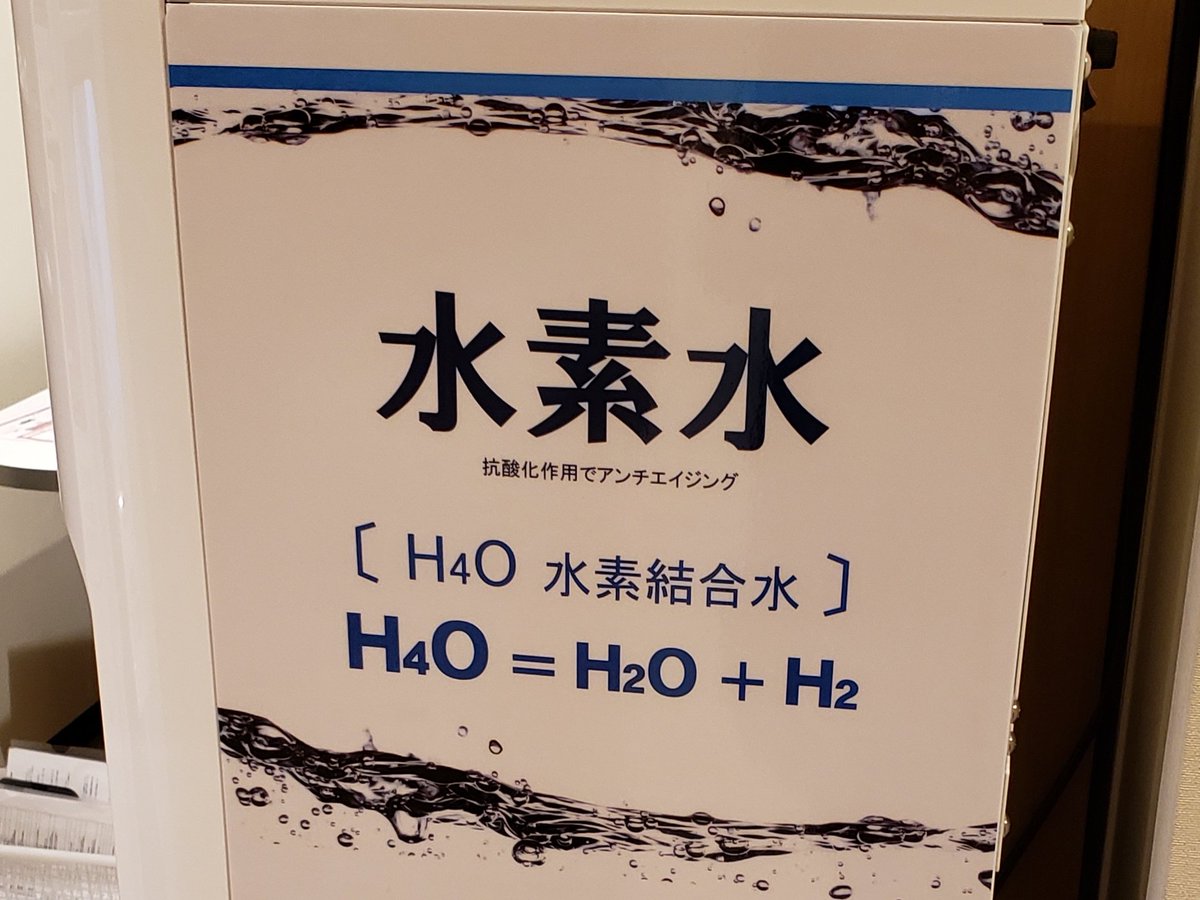 水素水
抗酸化作用でアンチエイジング
〔 H4O 水素結合水 〕
H4O = H2O + H2